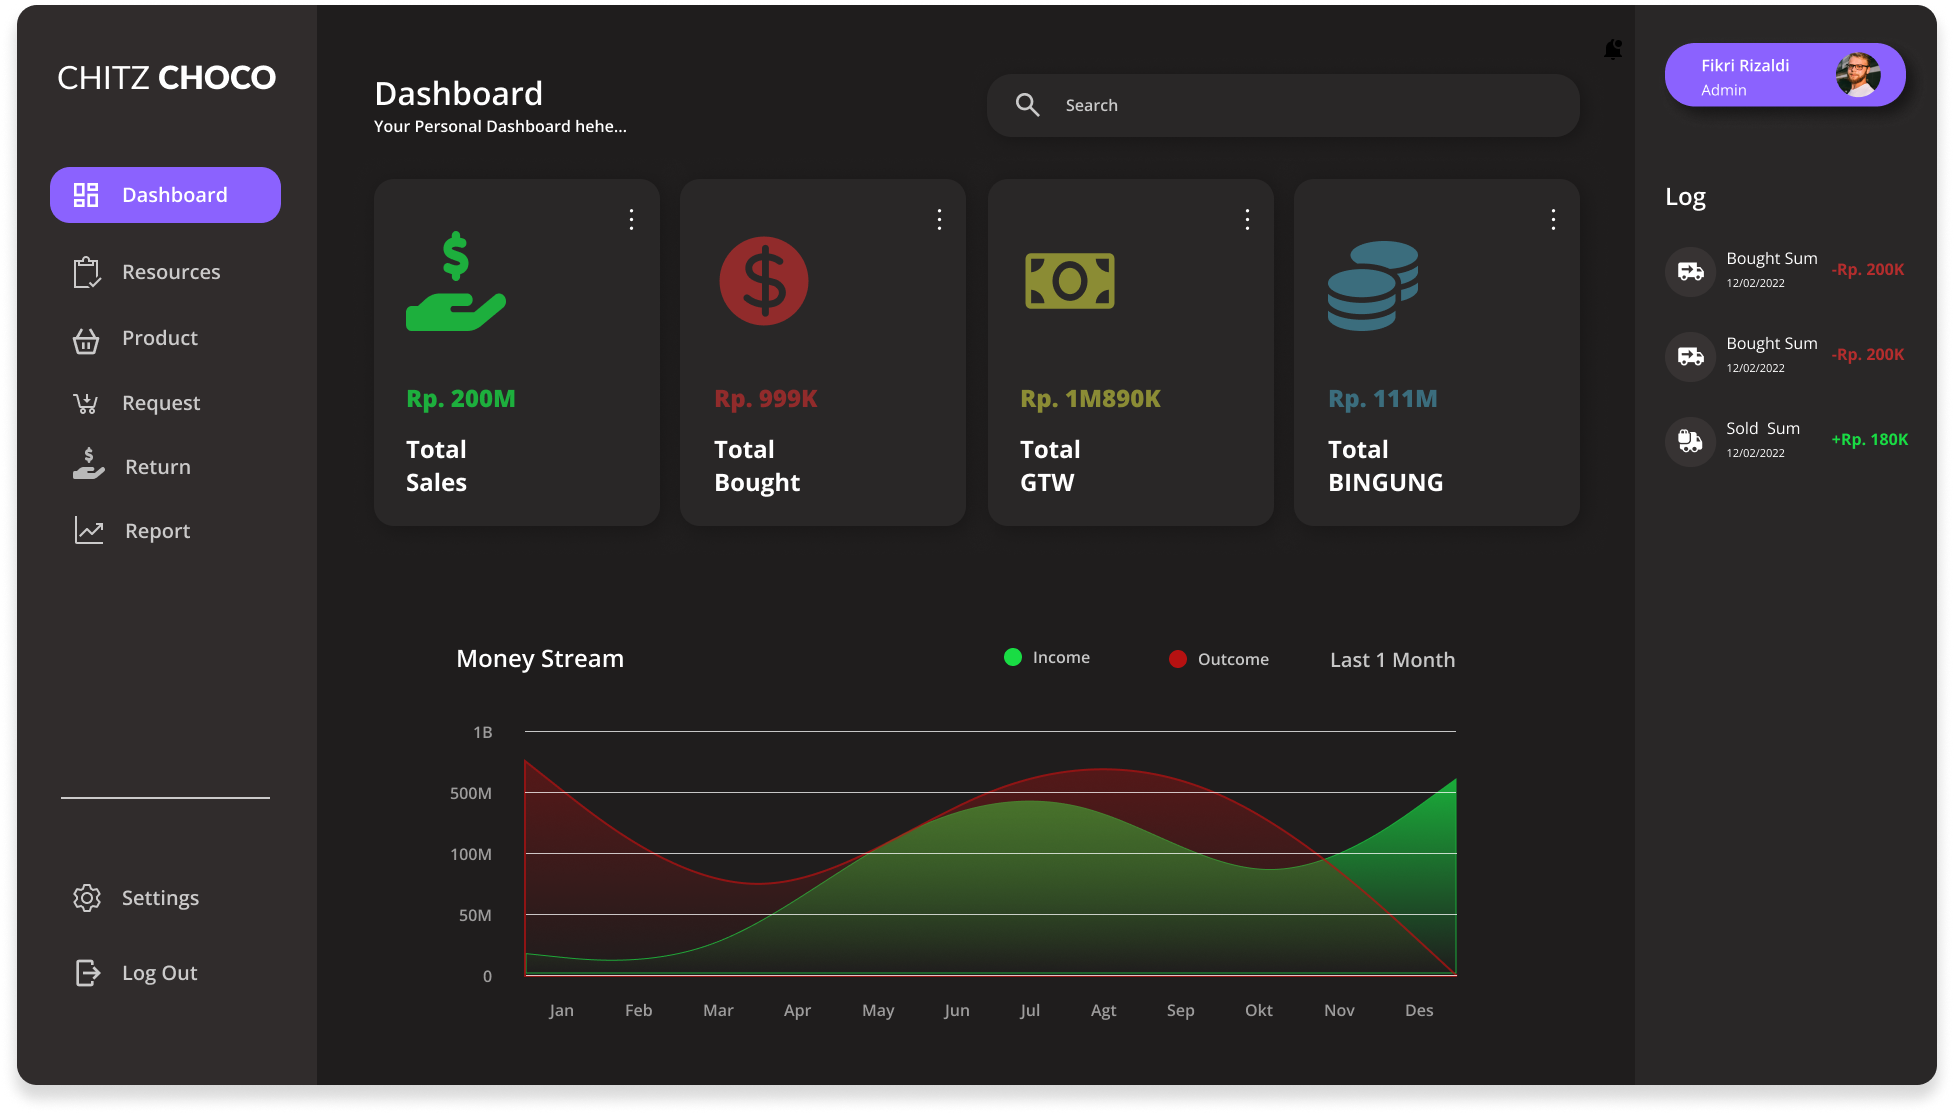 CHITZ CHOCO
Dashboard
Resources
Product
Request
Return
Report
Settings
Log Out
Dashboard
Your Personal Dashboard hehe...
Search
Rp. 200M
Total
Sales
Rp. 999K
Total
Bought
Rp. 1M890K
Total
GTW
Rp. 111M
Total
BINGUNG
Money Stream
Income
Outcome
Last 1 Month
1B
500M
100M
50M
0
Jan Feb Mar Apr May Jun Jul Agt Sep Okt Nov Des
Fikri Rizaldi
Admin
Log
Bought Sum
12/02/2022
-Rp. 200K
Bought Sum
12/02/2022
-Rp. 200K
Sold  Sum
12/02/2022
+Rp. 180K